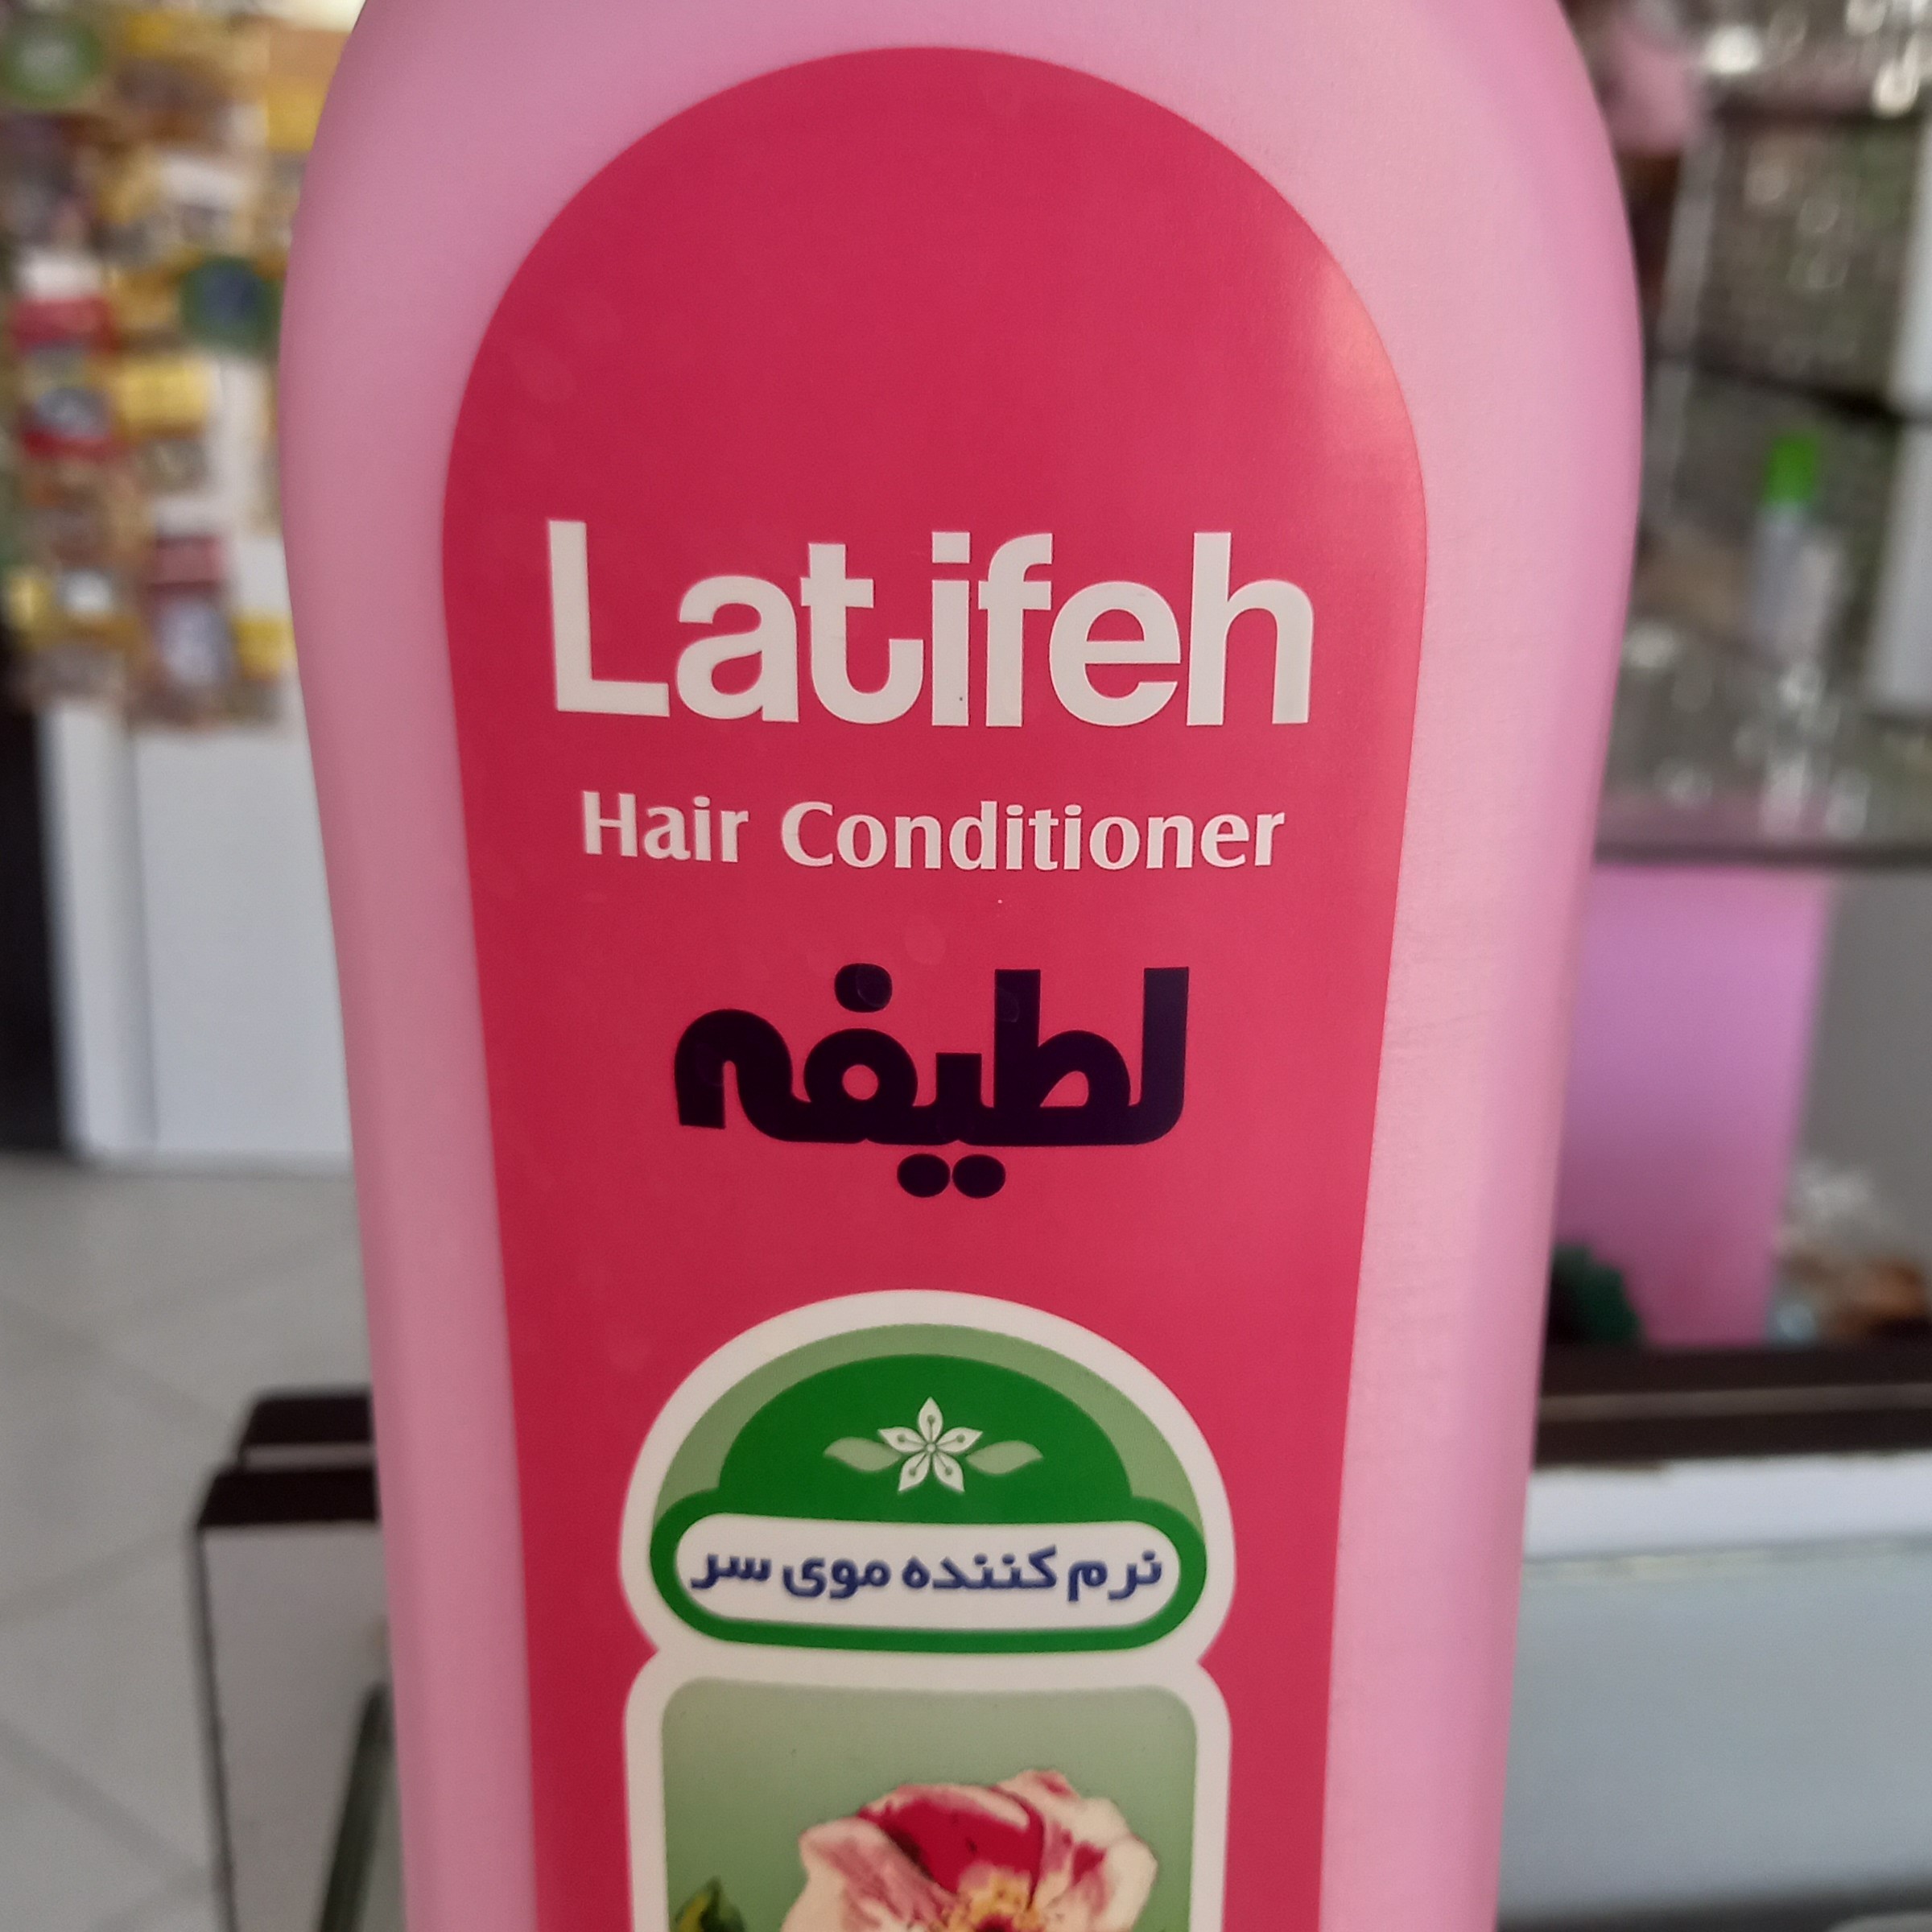 Latifeh
Hair Conditioner
لطیفه
نرم کننده موی سر